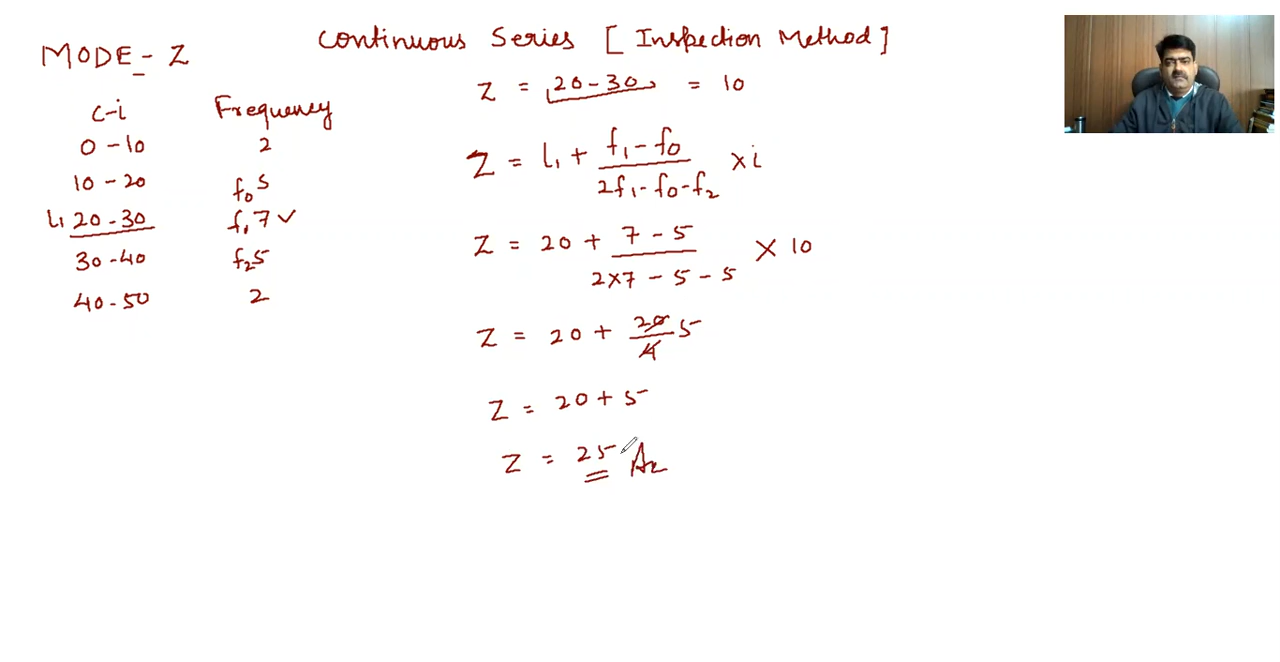 MODE - Z
Continuous Series [ Inspection Method ]
C-i Frequency
0 - 10 2
10 - 20 f₀ 5
l₁ 20 - 30 f₁ 7 ✓
30 - 40 f₂ 5
40 - 50 2
Z = 20 - 30 = 10
Z = l₁ + (f₁ - f₀) / (2f₁ - f₀ - f₂) × i
Z = 20 + (7 - 5) / (2×7 - 5 - 5) × 10
Z = 20 + 20/4 5
Z = 20 + 5
Z = 25 A